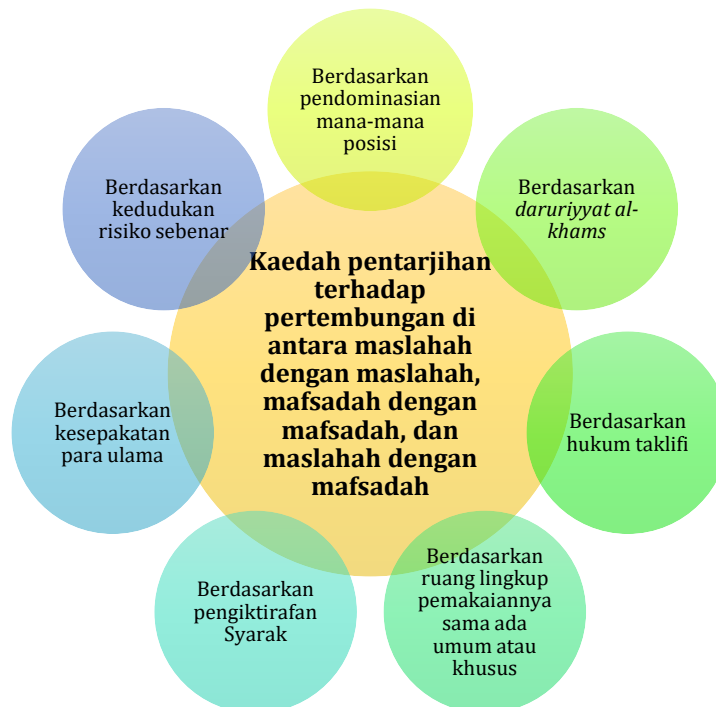 Berdasarkan
pendominasian
mana-mana
posisi
Berdasarkan
daruriyyat al-
khams
Berdasarkan
hukum taklifi
Berdasarkan
ruang lingkup
pemakaiannya
sama ada
umum atau
khusus
Berdasarkan
pengiktirafan
Syarak
Berdasarkan
kesepakatan
para ulama
Berdasarkan
kedudukan
risiko sebenar
Kaedah pentarjihan
terhadap
pertembungan di
antara maslahah
dengan maslahah,
mafsadah dengan
mafsadah, dan
maslahah dengan
mafsadah